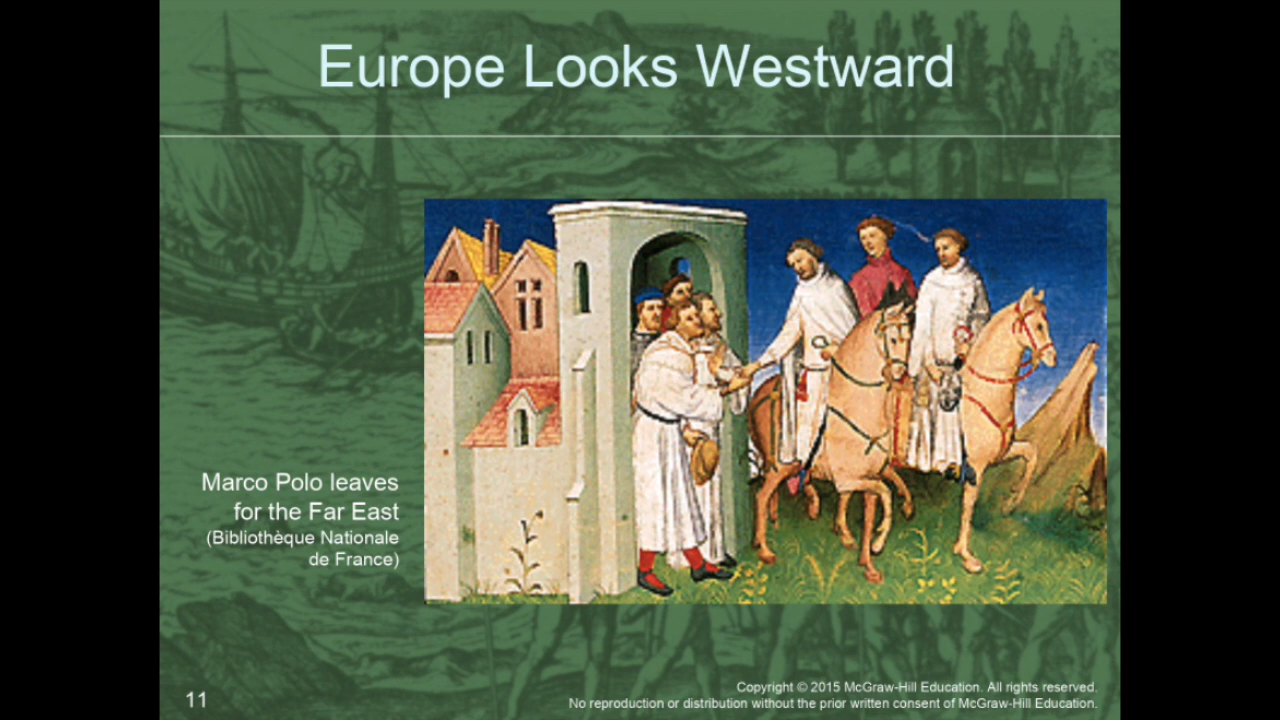 Europe Looks Westward
Marco Polo leaves
for the Far East
(Bibliothèque Nationale
de France)
11
Copyright © 2015 McGraw-Hill Education. All rights reserved.
No reproduction or distribution without the prior written consent of McGraw-Hill Education.